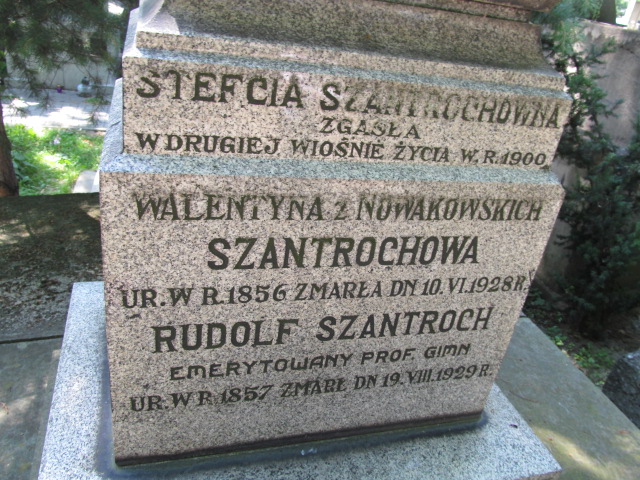 STEFCIA SZANTROCHÓWNA
ZGASŁA
W DRUGIEJ WIOŚNIE ŻYCIA W. R. 1900.
WALENTYNA Z NOWAKOWSKICH
SZANTROCHOWA
UR. W R. 1856 ZMARŁA DN 10. VI. 1928 R.
RUDOLF SZANTROCH
EMERYTOWANY PROF. GIMN
UR. W R. 1857 ZMARŁ DN 19. VIII. 1929 R.